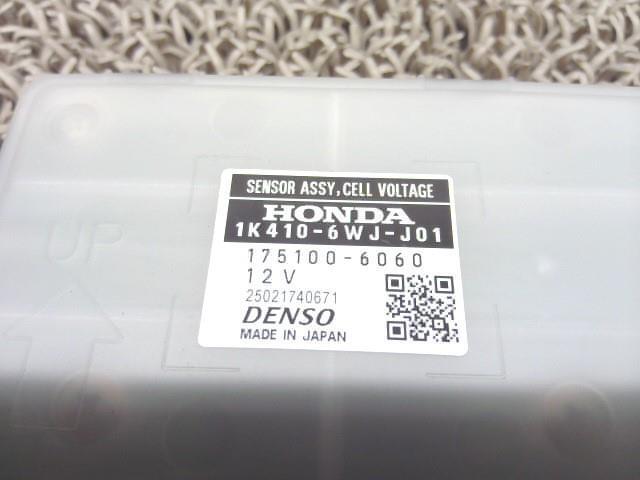 SENSOR ASSY,CELL VOLTAGE
HONDA
1K410-6WJ-J01
175100-6060
12V
25021740671
DENSO
MADE IN JAPAN
UP